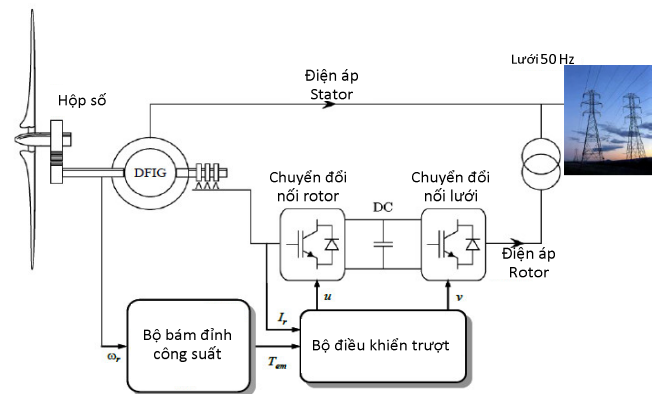 Lưới 50 Hz
Điện áp
Stator
Hộp số
DFIG
Chuyển đổi
nối rotor
DC
Chuyển đổi
nối lưới
Điện áp
Rotor
u
v
Bộ bám đỉnh
công suất
ωr
Ir
Tem
Bộ điều khiển trượt